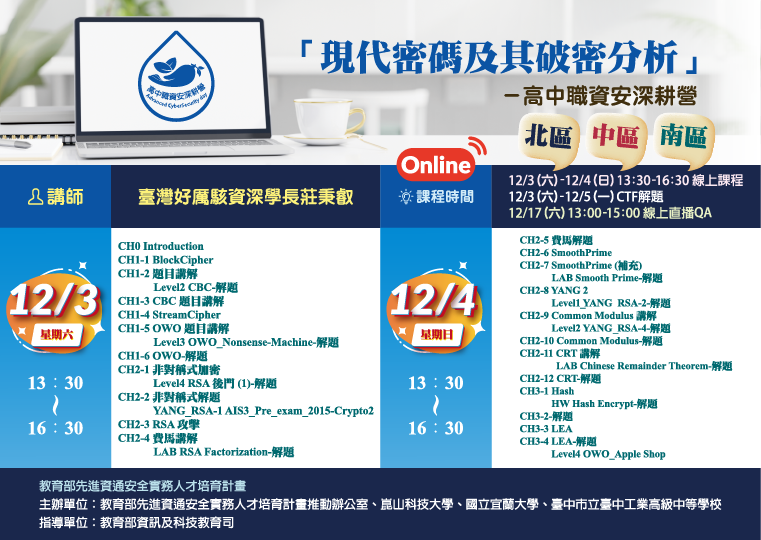 「現代密碼及其破密分析」
－高中職資安深耕營
北區 中區 南區
高中職資安深耕營
Advanced CyberSecurity day
Online
講師
臺灣好厲駭資深學長莊秉叡
課程時間
12/3 (六) -12/4 (日) 13:30-16:30 線上課程
12/3 (六) -12/5 (一) CTF解題
12/17 (六) 13:00-15:00 線上直播QA
12/3
星期六
13：30
~
16：30
CH0 Introduction
CH1-1 BlockCipher
CH1-2 題目講解
Level2 CBC-解題
CH1-3 CBC 題目講解
CH1-4 StreamCipher
CH1-5 OWO 題目講解
Level3 OWO_Nonsense-Machine-解題
CH1-6 OWO-解題
CH2-1 非對稱式加密
Level4 RSA 後門 (1)-解題
CH2-2 非對稱式解題
YANG_RSA-1 AIS3_Pre_exam_2015-Crypto2
CH2-3 RSA 攻擊
CH2-4 費馬講解
LAB RSA Factorization-解題
12/4
星期日
13：30
~
16：30
CH2-5 費馬解題
CH2-6 SmoothPrime
CH2-7 SmoothPrime (補充)
LAB Smooth Prime-解題
CH2-8 YANG 2
Level1_YANG_RSA-2-解題
CH2-9 Common Modulus 講解
Level2 YANG_RSA-4-解題
CH2-10 Common Modulus-解題
CH2-11 CRT 講解
LAB Chinese Remainder Theorem-解題
CH2-12 CRT-解題
CH3-1 Hash
HW Hash Encrypt-解題
CH3-2-解題
CH3-3 LEA
CH3-4 LEA-解題
Level4 OWO_Apple Shop
教育部先進資通安全實務人才培育計畫
主辦單位：教育部先進資通安全實務人才培育計畫推動辦公室、崑山科技大學、國立宜蘭大學、臺中市立臺中工業高級中等學校
指導單位：教育部資訊及科技教育司